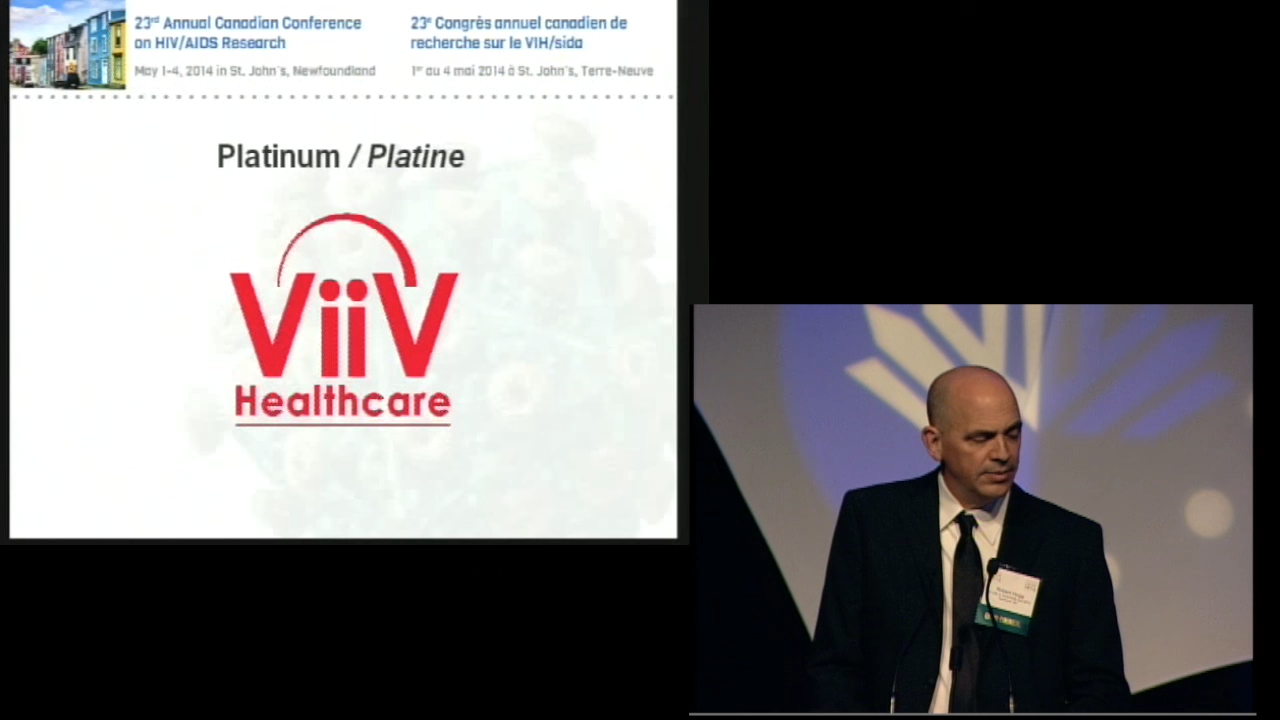 23rd Annual Canadian Conference
on HIV/AIDS Research
May 1-4, 2014 in St. John's, Newfoundland
23e Congrès annuel canadien de
recherche sur le VIH/sida
1er au 4 mai 2014 à St. John's, Terre-Neuve
Platinum / Platine
ViiV
Healthcare